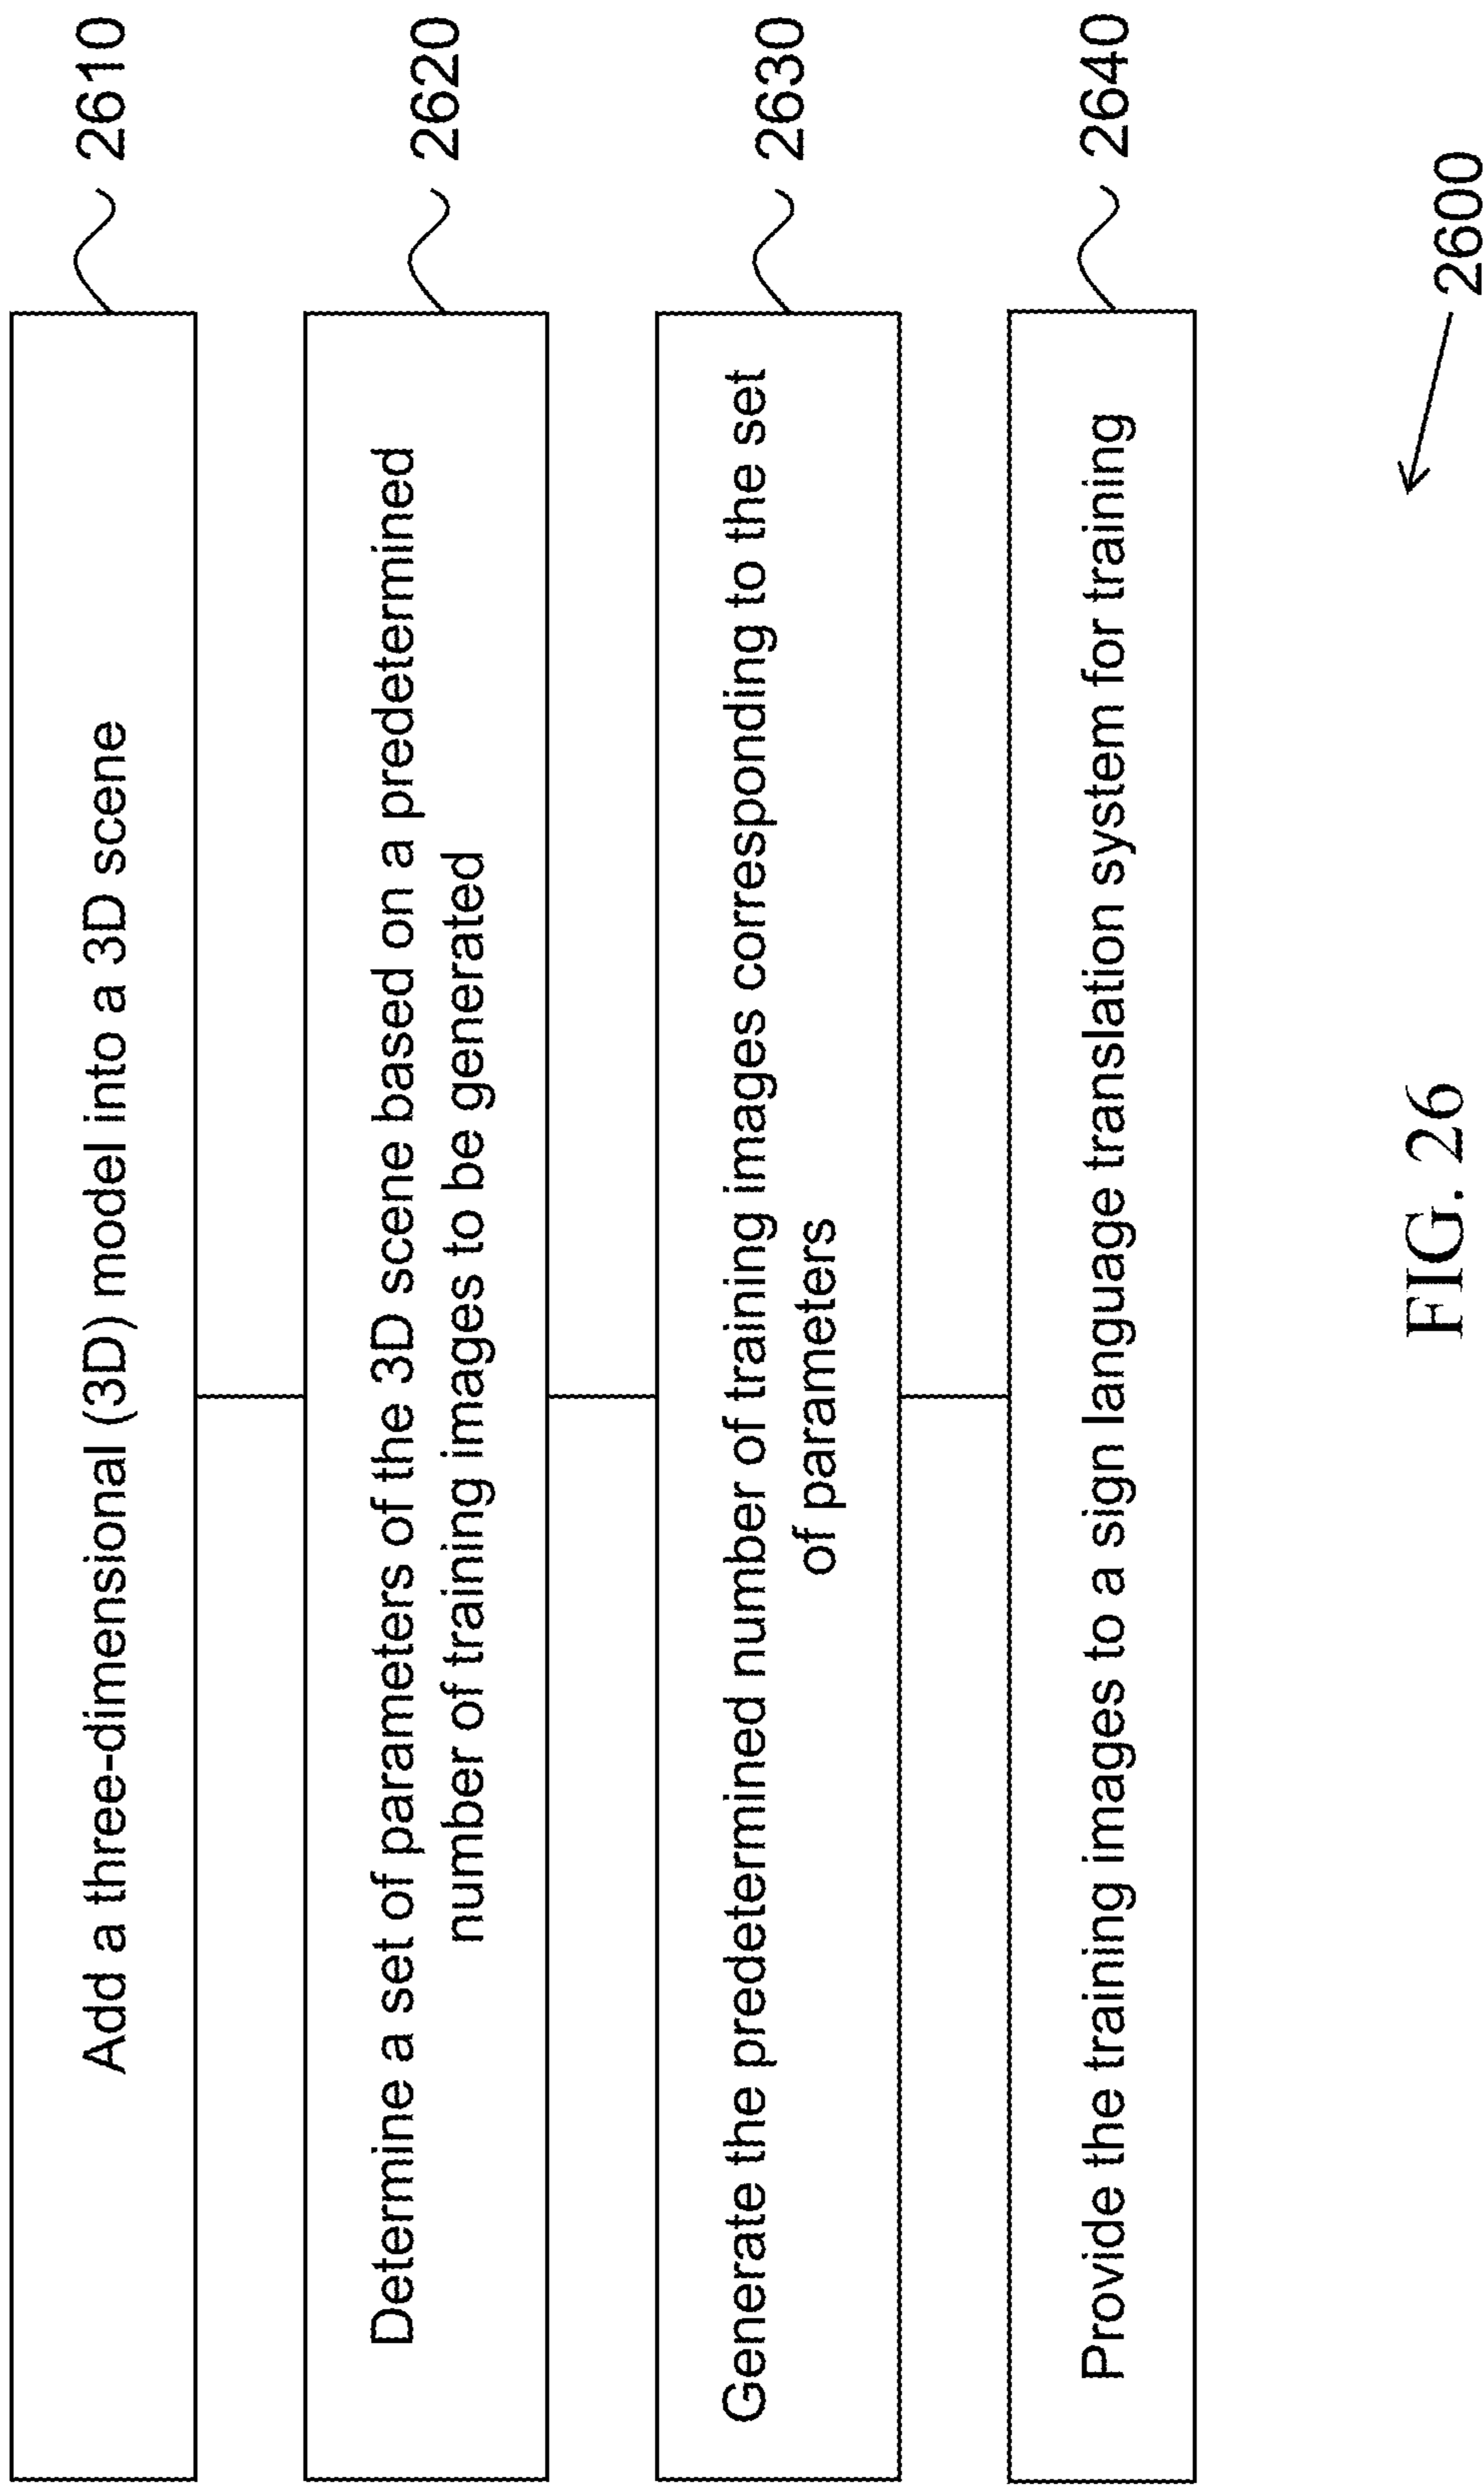 Add a three-dimensional (3D) model into a 3D scene
2610
Determine a set of parameters of the 3D scene based on a predetermined
number of training images to be generated
2620
Generate the predetermined number of training images corresponding to the set
of parameters
2630
Provide the training images to a sign language translation system for training
2640
2600
FIG. 26